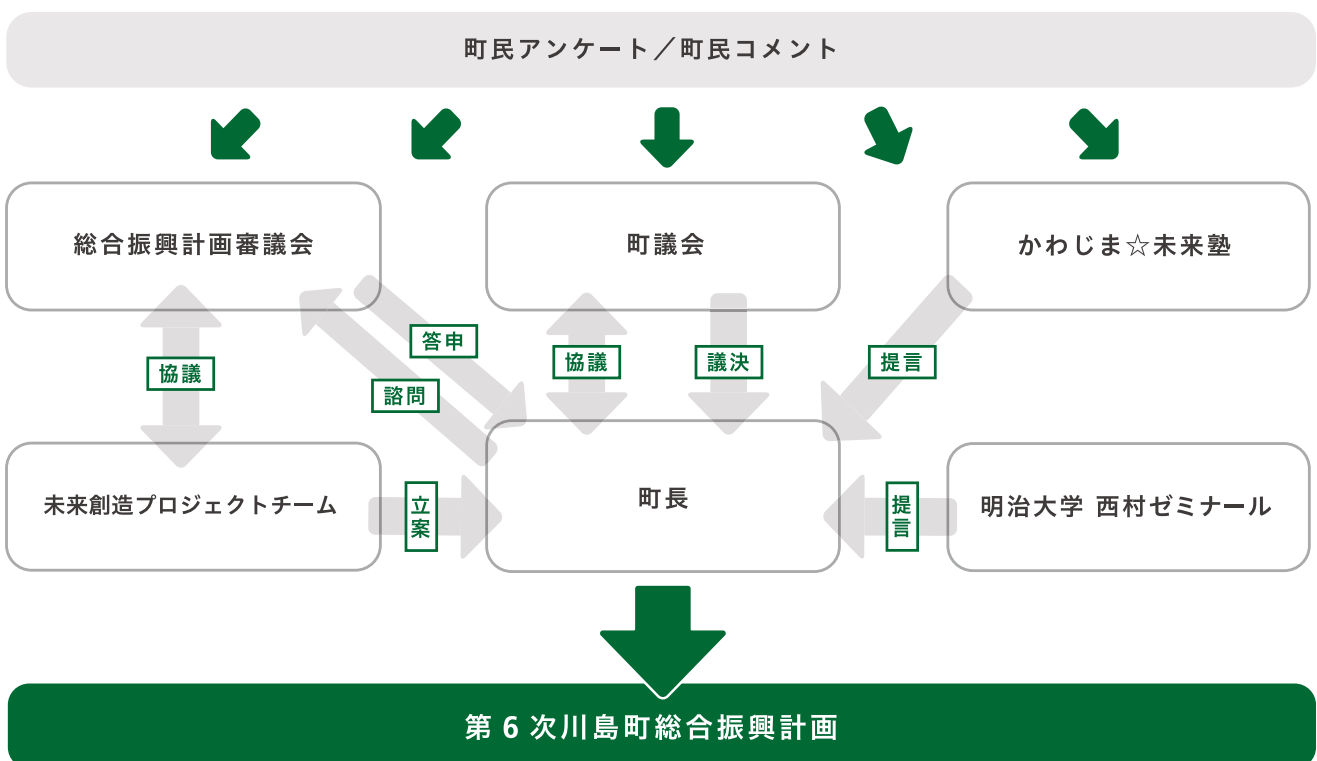 町民アンケート／町民コメント
総合振興計画審議会
町議会
かわじま☆未来塾
答申
協議
諮問
協議
議決
提言
未来創造プロジェクトチーム
立案
町長
提言
明治大学 西村ゼミナール
第6次川島町総合振興計画